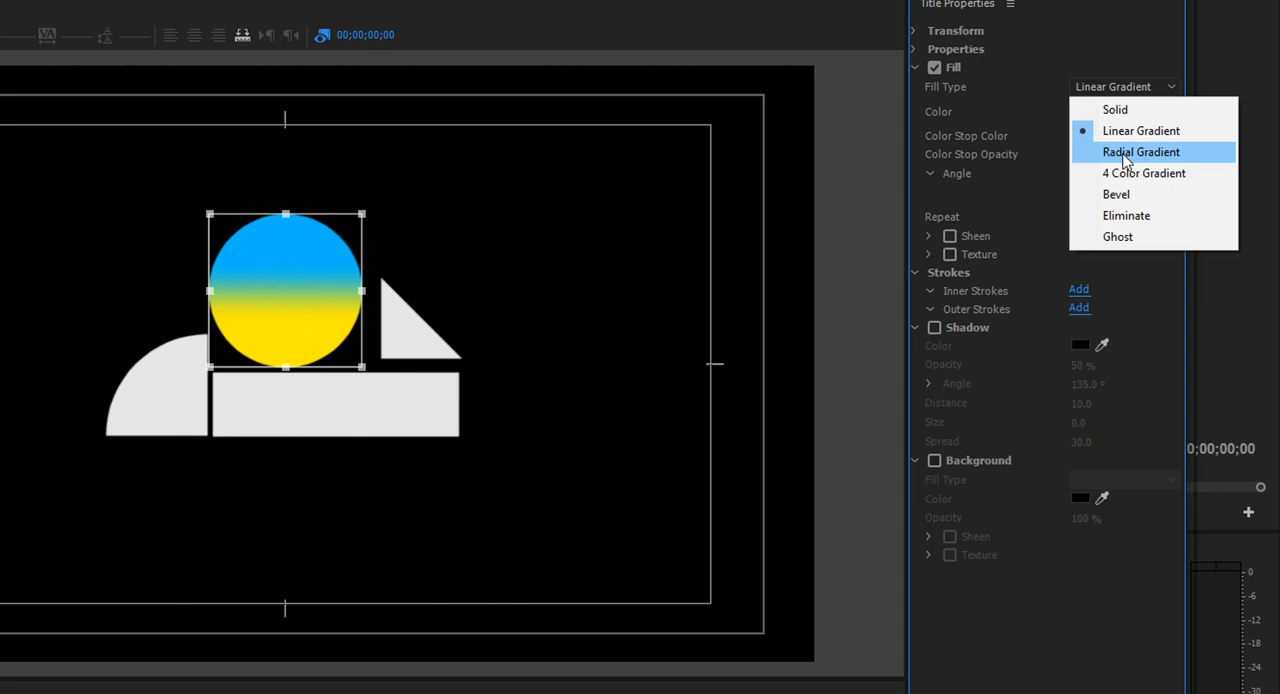 Title Properties
VA
00;00;00;00
Transform
Properties
Fill
Fill Type Linear Gradient
Solid
Linear Gradient
Radial Gradient
4 Color Gradient
Bevel
Eliminate
Ghost
Color
Color Stop Color
Color Stop Opacity
Angle
Repeat
Sheen
Texture
Strokes
Inner Strokes Add
Outer Strokes Add
Shadow
Color
Opacity 50 %
Angle 135.0 °
Distance 10.0
Size 0.0
Spread 30.0
0;00;00;00
Background
Fill Type
Color
Opacity 100 %
Sheen
Texture
0
-6
-12
-18
-24
-30